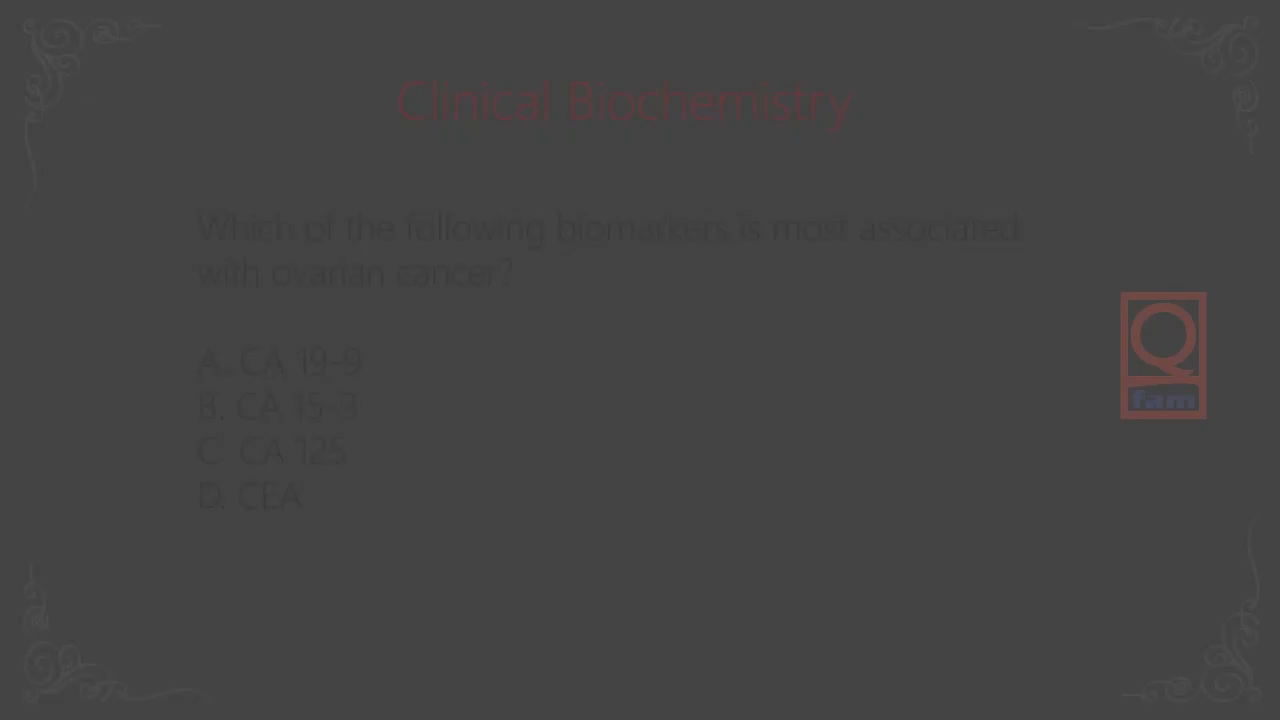 Clinical Biochemistry
Which of the following biomarkers is most associated
with ovarian cancer?
A. CA 19-9
B. CA 15-3
C. CA 125
D. CEA
Q
fam